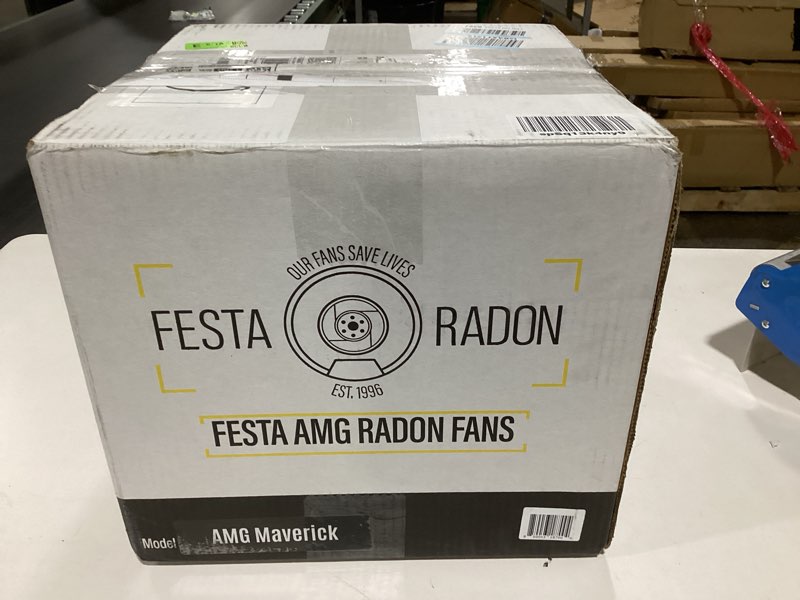 OUR FANS SAVE LIVES
FESTA RADON
EST. 1996
FESTA AMG RADON FANS
Model AMG Maverick